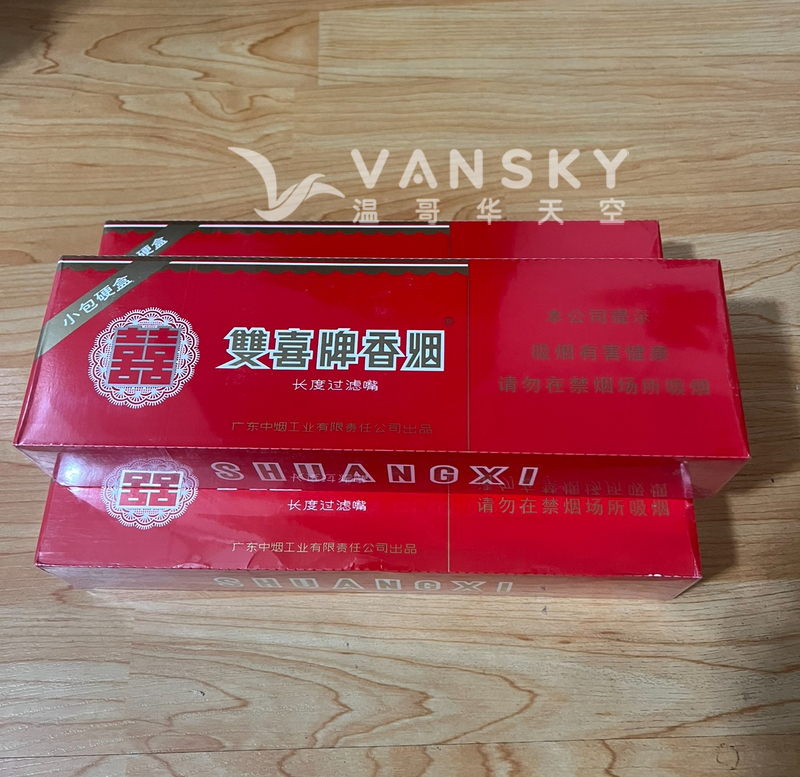 VANSKY
温哥华天空
硬盒
小包硬盒
囍
雙喜牌香烟
长度过滤嘴
广东中烟工业有限责任公司出品
本公司提示
吸烟有害健康
请勿在禁烟场所吸烟
SHUANGXI
囍
长度过滤嘴
广东中烟工业有限责任公司出品
请勿在禁烟场所吸烟
SHUANGXI